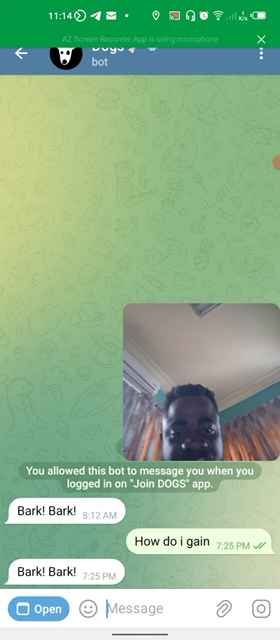 11:14
AZ Screen Recorder App is using microphone
Dogs
bot
You allowed this bot to message you when you
logged in on "Join DOGS" app.
Bark! Bark! 8:12 AM
How do i gain 7:25 PM
Bark! Bark! 7:25 PM
Open
Message